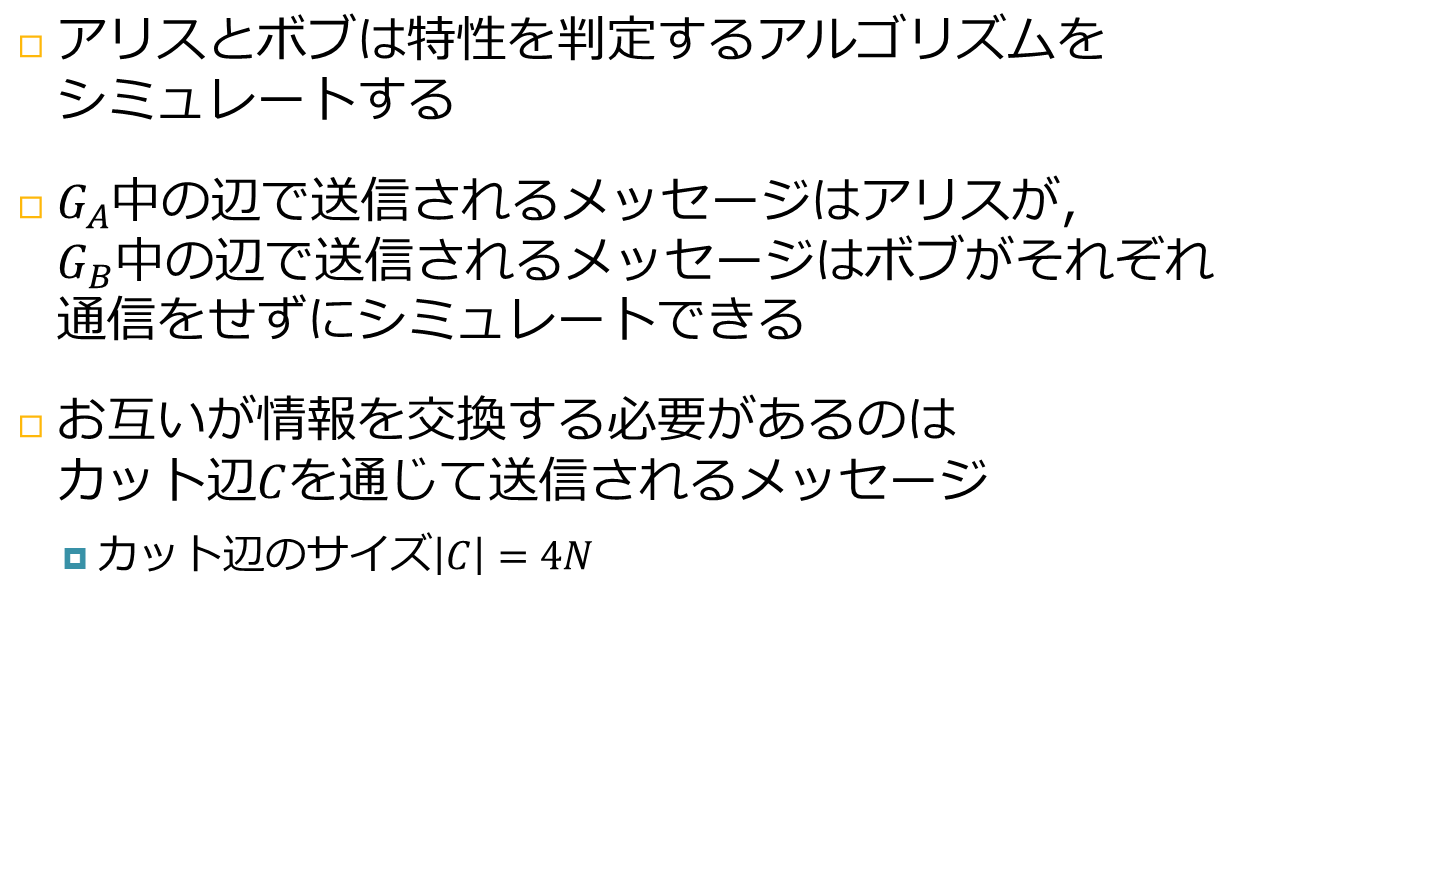 アリスとボブは特性を判定するアルゴリズムを
シミュレートする
G_A中の辺で送信されるメッセージはアリスが,
G_B中の辺で送信されるメッセージはボブがそれぞれ
通信をせずにシミュレートできる
お互いが情報を交換する必要があるのは
カット辺Cを通じて送信されるメッセージ
カット辺のサイズ|C| = 4N